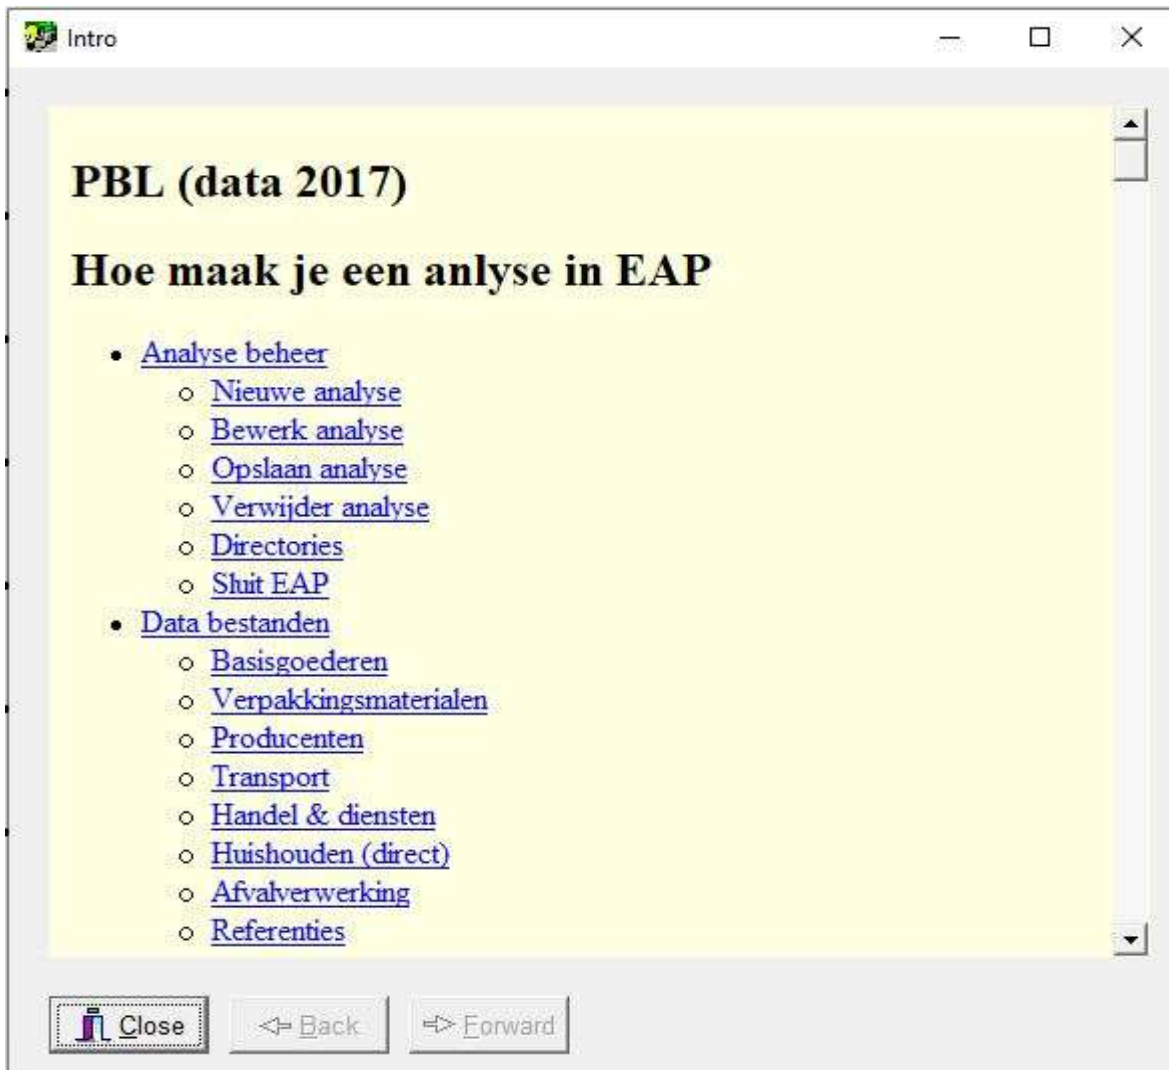 Intro
PBL (data 2017)
Hoe maak je een anlyse in EAP
Analyse beheer
Nieuwe analyse
Bewerk analyse
Opslaan analyse
Verwijder analyse
Directories
Sluit EAP
Data bestanden
Basisgoederen
Verpakkingsmaterialen
Producenten
Transport
Handel & diensten
Huishouden (direct)
Afvalverwerking
Referenties
Close Back Forward